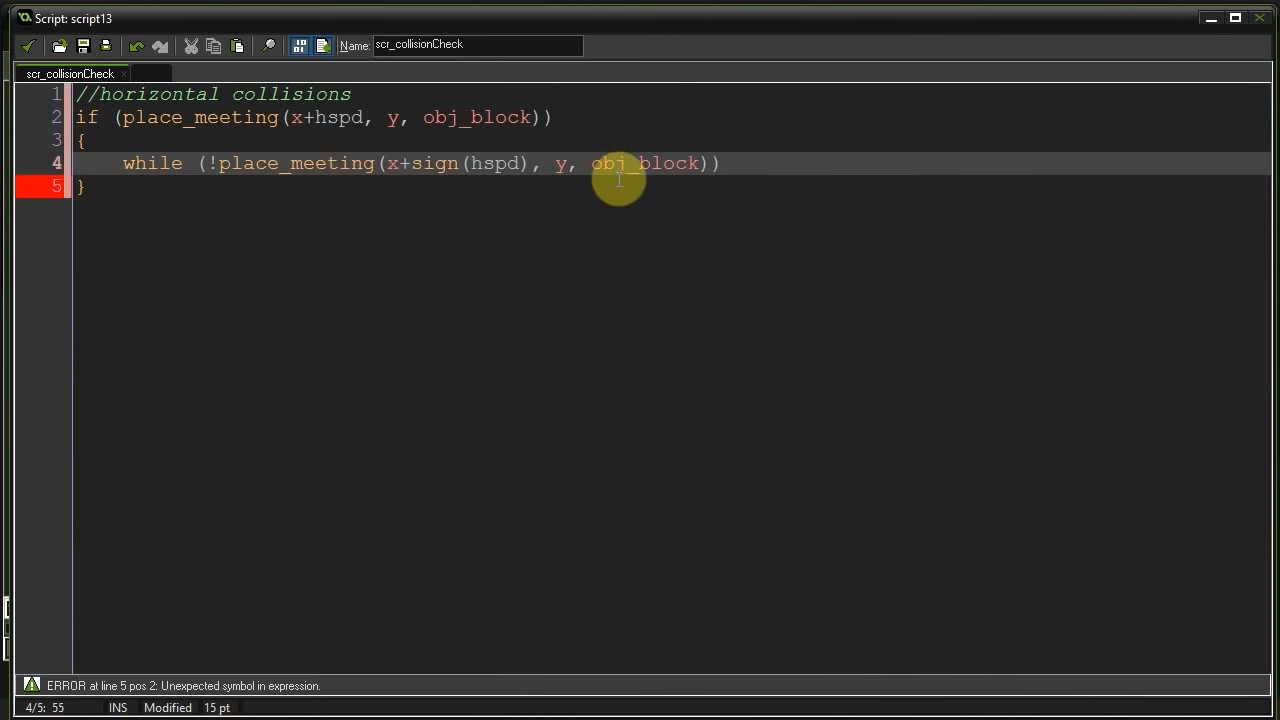 Script: script13
Name: scr_collisionCheck
scr_collisionCheck
1 //horizontal collisions
2 if (place_meeting(x+hspd, y, obj_block))
3 {
4 while (!place_meeting(x+sign(hspd), y, obj_block))
5 }
ERROR at line 5 pos 2: Unexpected symbol in expression.
4/5: 55 INS Modified 15 pt